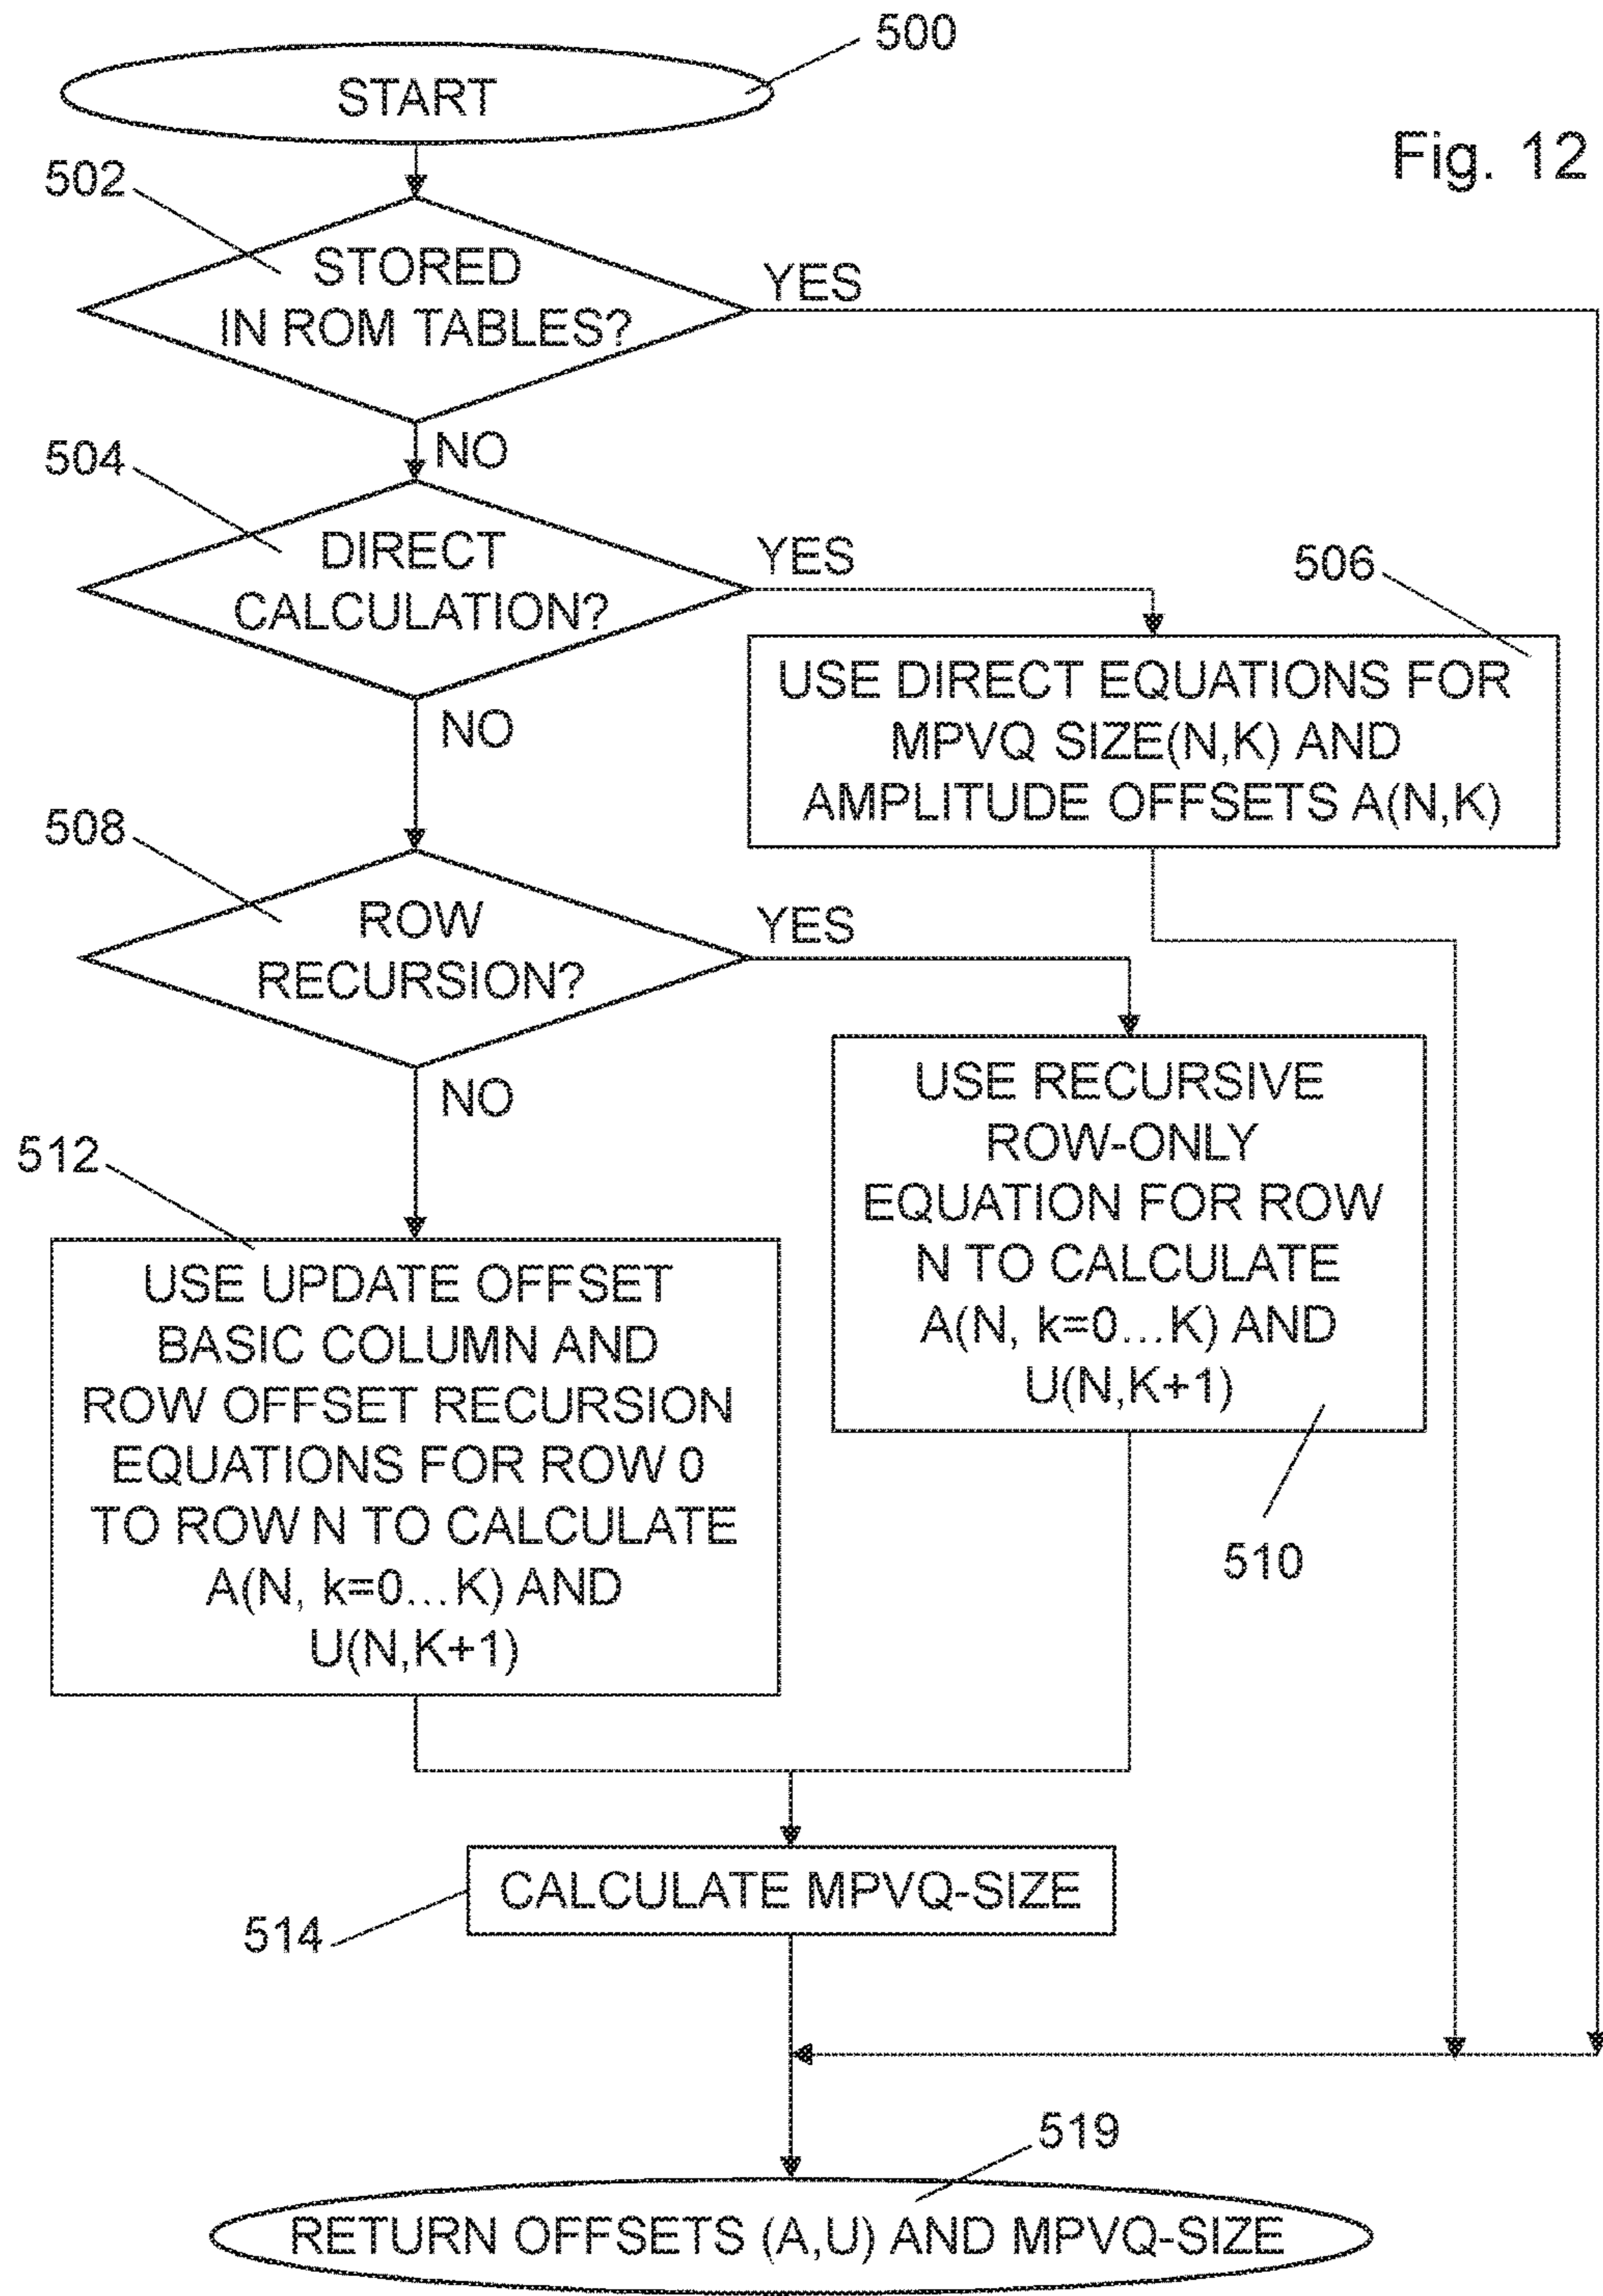 500
START
Fig. 12
502
STORED
IN ROM TABLES?
YES
NO
504
DIRECT
CALCULATION?
YES
506
USE DIRECT EQUATIONS FOR
MPVQ SIZE(N,K) AND
AMPLITUDE OFFSETS A(N,K)
NO
508
ROW
RECURSION?
YES
NO
USE RECURSIVE
ROW-ONLY
EQUATION FOR ROW
N TO CALCULATE
A(N, k=0...K) AND
U(N,K+1)
510
512
USE UPDATE OFFSET
BASIC COLUMN AND
ROW OFFSET RECURSION
EQUATIONS FOR ROW 0
TO ROW N TO CALCULATE
A(N, k=0...K) AND
U(N,K+1)
CALCULATE MPVQ-SIZE
514
519
RETURN OFFSETS (A,U) AND MPVQ-SIZE